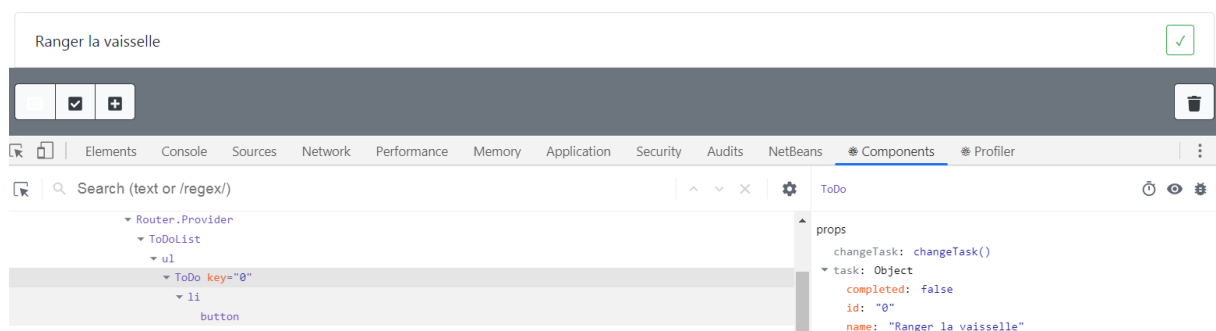 Ranger la vaisselle ✓
Elements Console Sources Network Performance Memory Application Security Audits NetBeans Components Profiler
Search (text or /regex/) ToDo
Router.Provider
ToDoList
ul
ToDo key="0"
li
button
props
changeTask: changeTask()
task: Object
completed: false
id: "0"
name: "Ranger la vaisselle"